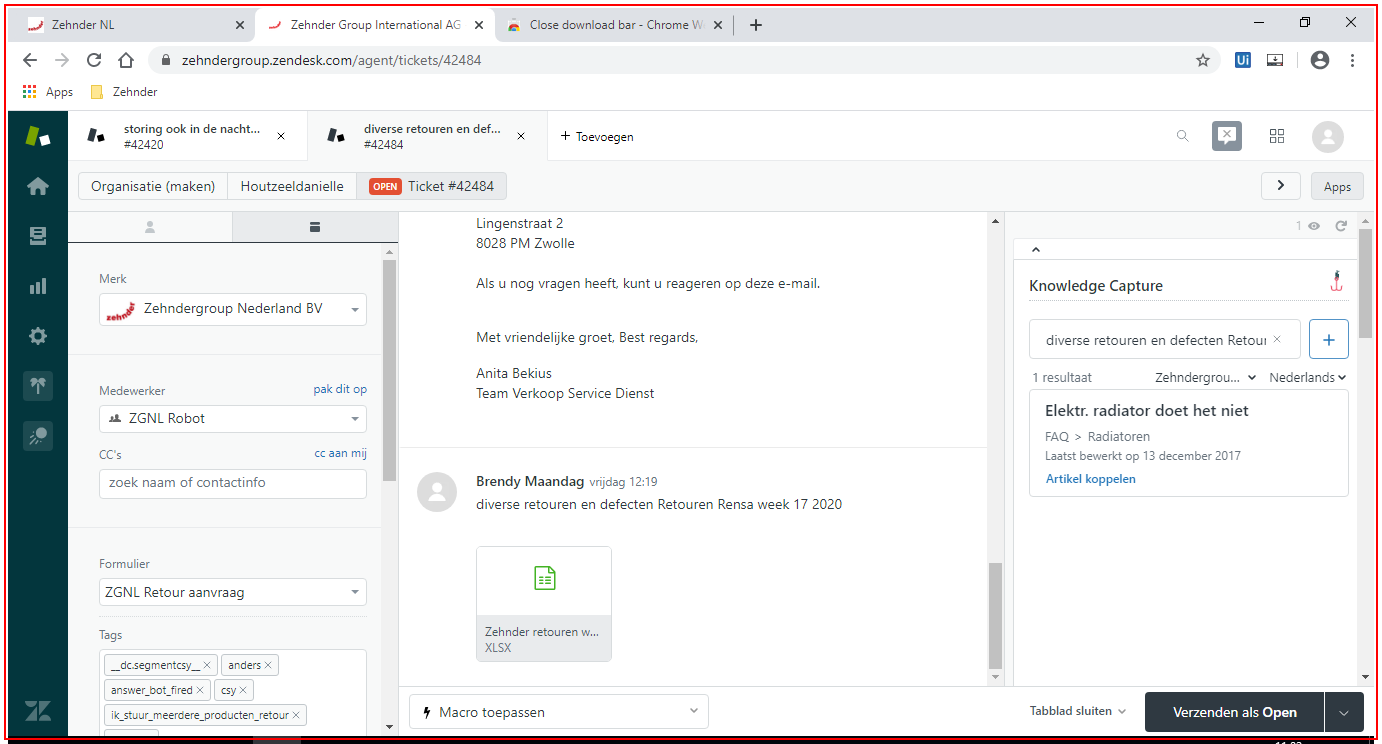 Zehnder NL
Zehnder Group International AG
Close download bar - Chrome W
zehndergroup.zendesk.com/agent/tickets/42484
Ui
Apps
Zehnder
storing ook in de nacht...
#42420
diverse retouren en def...
#42484
+ Toevoegen
Organisatie (maken)
Houtzeeldanielle
OPEN Ticket #42484
Apps
Merk
zehnder Zehndergroup Nederland BV
Medewerker pak dit op
ZGNL Robot
CC's cc aan mij
zoek naam of contactinfo
Formulier
ZGNL Retour aanvraag
Tags
__dc.segmentcsy__ anders
answer_bot_fired csy
ik_stuur_meerdere_producten_retour
Lingenstraat 2
8028 PM Zwolle
Als u nog vragen heeft, kunt u reageren op deze e-mail.
Met vriendelijke groet, Best regards,
Anita Bekius
Team Verkoop Service Dienst
Brendy Maandag vrijdag 12:19
diverse retouren en defecten Retouren Rensa week 17 2020
Zehnder retouren w...
XLSX
Macro toepassen
1
Knowledge Capture
diverse retouren en defecten Retour
1 resultaat Zehndergrou... Nederlands
Elektr. radiator doet het niet
FAQ > Radiatoren
Laatst bewerkt op 13 december 2017
Artikel koppelen
Tabblad sluiten
Verzenden als Open